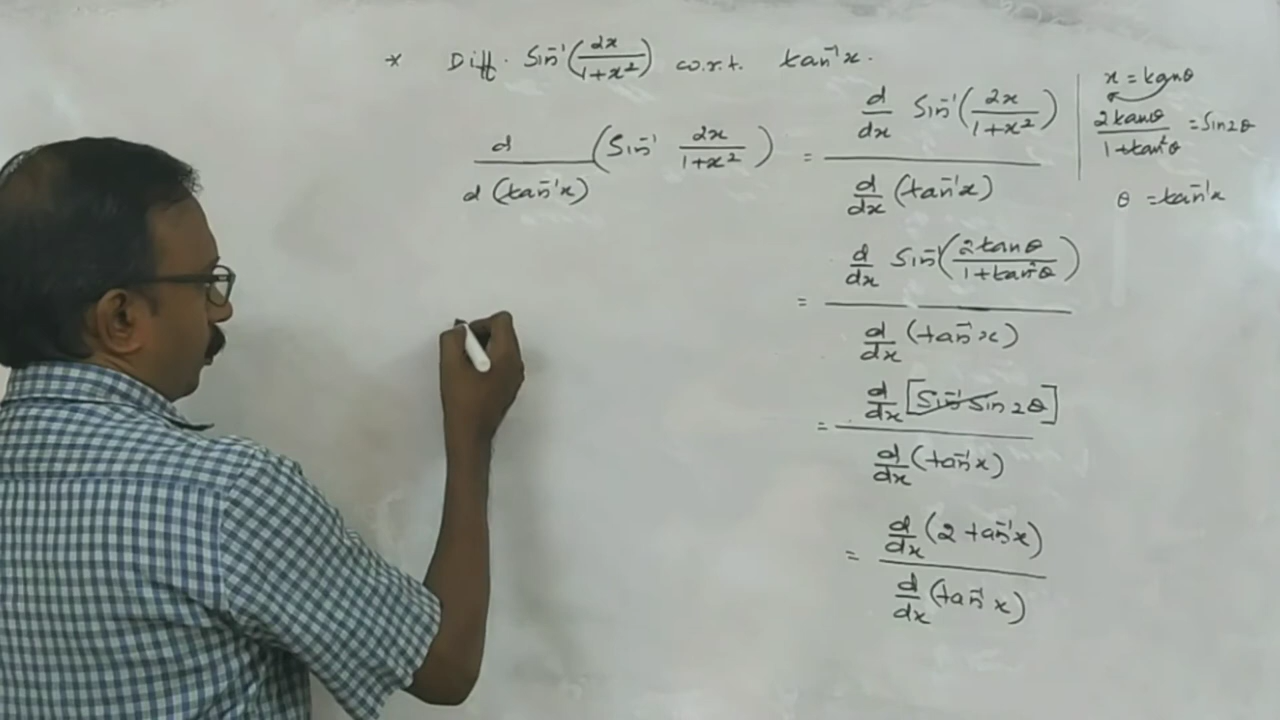 * Diff. Sin⁻¹(2x/1+x²) w.r.t. tan⁻¹x.
d/d(tan⁻¹x) (Sin⁻¹ 2x/1+x²) = d/dx Sin⁻¹(2x/1+x²) / d/dx (tan⁻¹x)
= d/dx Sin⁻¹(2tanθ/1+tan²θ) / d/dx (tan⁻¹x)
= d/dx [Sin⁻¹ Sin 2θ] / d/dx (tan⁻¹x)
= d/dx (2 tan⁻¹x) / d/dx (tan⁻¹x)
x = tanθ
2tanθ/1+tan²θ = Sin2θ
θ = tan⁻¹x